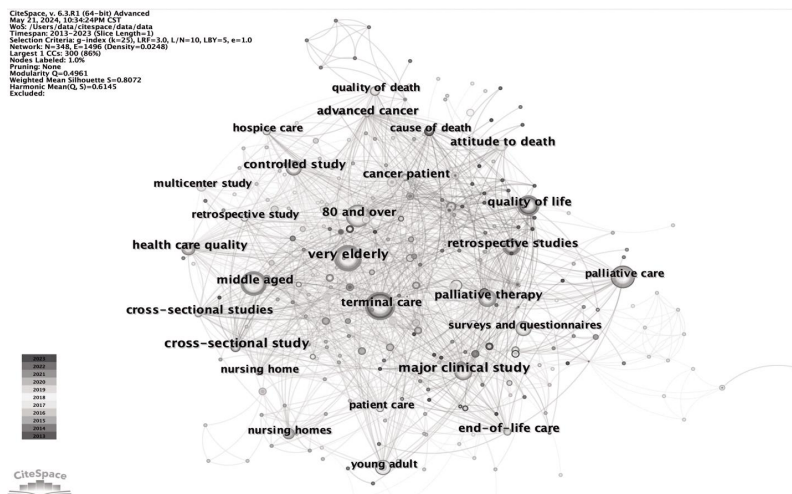 CiteSpace, v. 6.3.R1 (64-bit) Advanced
May 21, 2024, 10:34:24PM CST
WoS: /Users/data/citespace/data/data
Timespan: 2013-2023 (Slice Length=1)
Selection Criteria: g-index (k=25), LRF=3.0, L/N=10, LBY=5, e=1.0
Network: N=348, E=1496 (Density=0.0248)
Largest 1 CCs: 300 (86%)
Nodes Labeled: 1.0%
Pruning: None
Modularity Q=0.4961
Weighted Mean Silhouette S=0.8072
Harmonic Mean(Q, S)=0.6145
Excluded:
quality of death
advanced cancer
hospice care
cause of death
attitude to death
controlled study
cancer patient
multicenter study
quality of life
retrospective study
80 and over
health care quality
retrospective studies
very elderly
palliative care
middle aged
palliative therapy
terminal care
cross-sectional studies
surveys and questionnaires
cross-sectional study
nursing home
major clinical study
patient care
nursing homes
end-of-life care
young adult
2023
2022
2021
2020
2019
2018
2017
2016
2015
2014
2013
CiteSpace